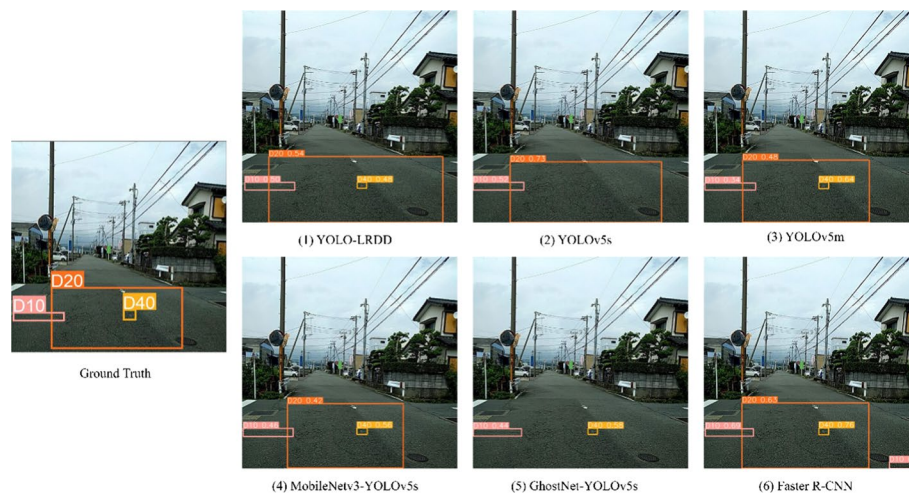 D20 0.54
D10 0.50
D40 0.48
(1) YOLO-LRDD
D20 0.73
D10 0.52
(2) YOLOv5s
D20 0.48
D10 0.34
D40 0.64
(3) YOLOv5m
D20
D10
D40
Ground Truth
D20 0.42
D10 0.46
D40 0.56
(4) MobileNetv3-YOLOv5s
D10 0.44
D40 0.58
(5) GhostNet-YOLOv5s
D20 0.63
D10 0.69
D40 0.76
D10
(6) Faster R-CNN